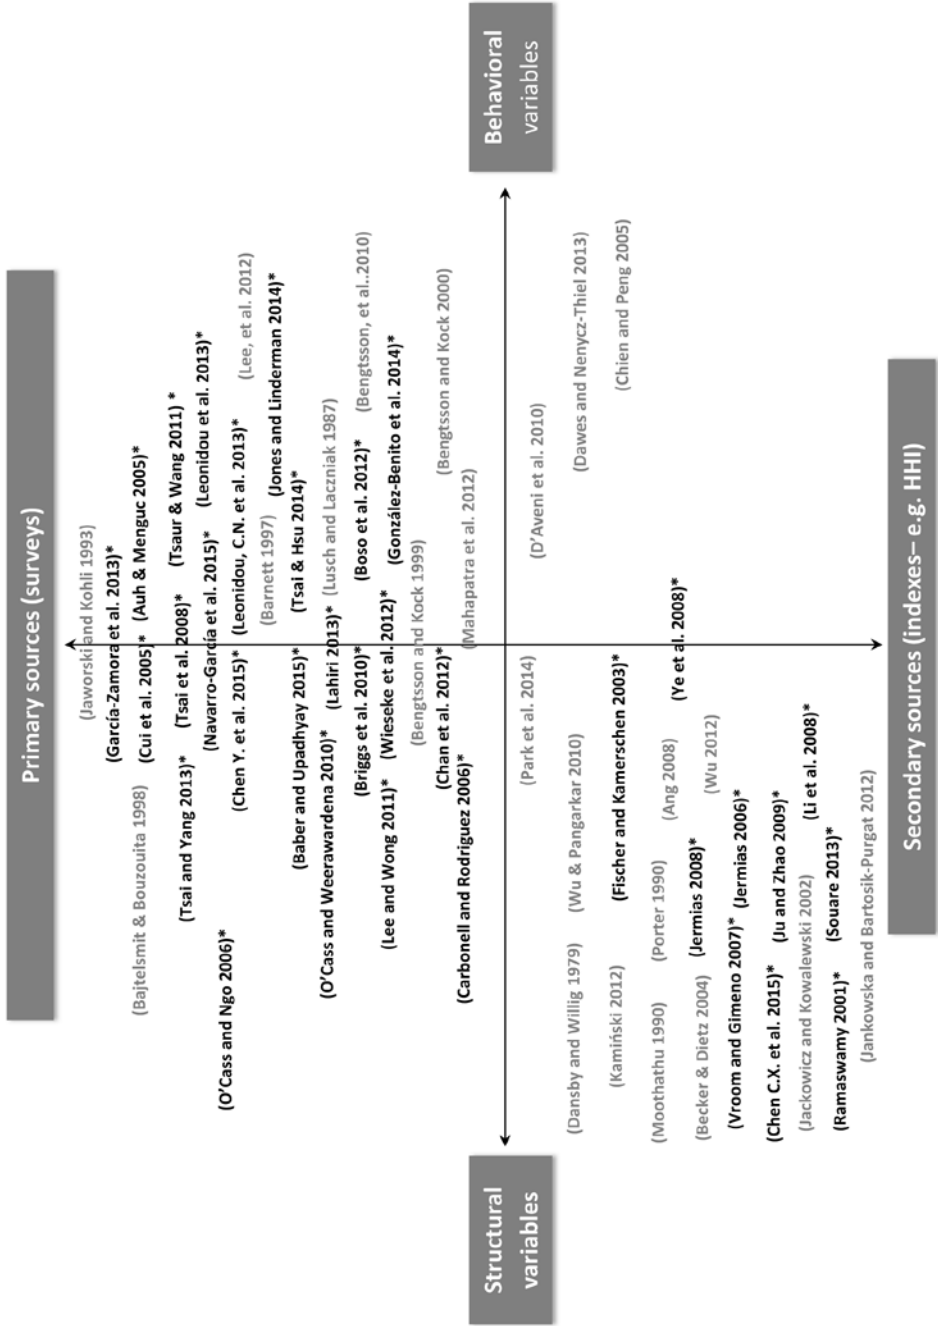 Primary sources (surveys)
(Jaworski and Kohli 1993)
(García-Zamora et al. 2013)*
(Bajtelsmit & Bouzouita 1998)
(Cui et al. 2005)*
(Auh & Menguc 2005)*
(Tsai and Yang 2013)*
(Tsai et al. 2008)*
(Tsaur & Wang 2011) *
(Navarro-García et al. 2015)*
(Leonidou et al. 2013)*
(O'Cass and Ngo 2006)*
(Chen Y. et al. 2015)*
(Leonidou, C.N. et al. 2013)*
(Lee, et al. 2012)
(Barnett 1997)
(Jones and Linderman 2014)*
(Baber and Upadhyay 2015)*
(Tsai & Hsu 2014)*
(O'Cass and Weerawardena 2010)*
(Lahiri 2013)*
(Lusch and Laczniak 1987)
(Briggs et al. 2010)*
(Boso et al. 2012)*
(Bengtsson, et al..2010)
(Lee and Wong 2011)*
(Wieseke et al. 2012)*
(González-Benito et al. 2014)*
(Bengtsson and Kock 1999)
(Chan et al. 2012)*
(Bengtsson and Kock 2000)
(Carbonell and Rodriguez 2006)*
(Mahapatra et al. 2012)
Structural
variables
Behavioral
variables
(Park et al. 2014)
(D'Aveni et al. 2010)
(Dansby and Willig 1979)
(Wu & Pangarkar 2010)
(Dawes and Nenycz-Thiel 2013)
(Kamiński 2012)
(Fischer and Kamerschen 2003)*
(Chien and Peng 2005)
(Moothathu 1990)
(Porter 1990)
(Ang 2008)
(Ye et al. 2008)*
(Becker & Dietz 2004)
(Jermias 2008)*
(Wu 2012)
(Vroom and Gimeno 2007)*
(Jermias 2006)*
(Chen C.X. et al. 2015)*
(Ju and Zhao 2009)*
(Jackowicz and Kowalewski 2002)
(Li et al. 2008)*
(Ramaswamy 2001)*
(Souare 2013)*
(Jankowska and Bartosik-Purgat 2012)
Secondary sources (indexes– e.g. HHI)